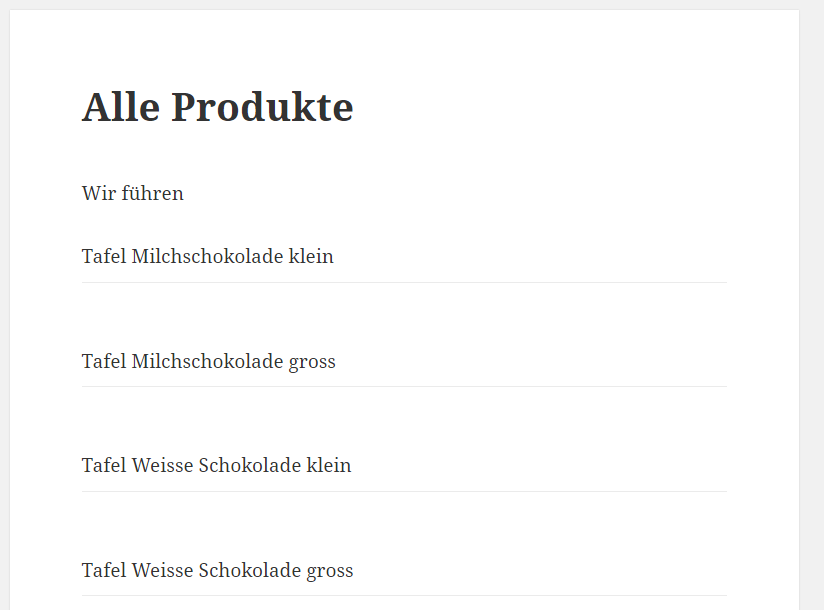 Alle Produkte
Wir führen
Tafel Milchschokolade klein
Tafel Milchschokolade gross
Tafel Weisse Schokolade klein
Tafel Weisse Schokolade gross